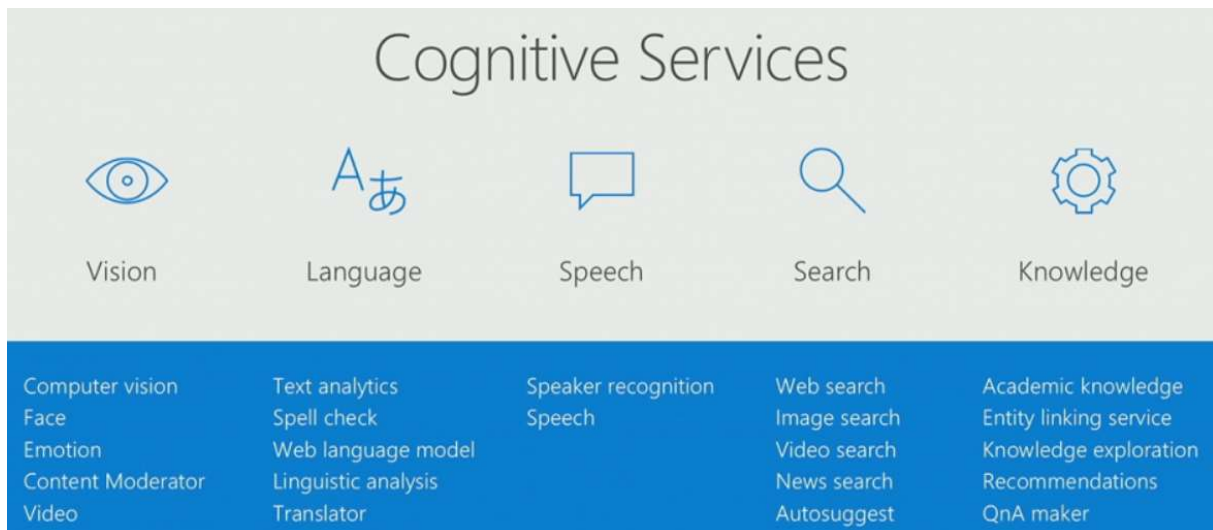 Cognitive Services
Aあ
Vision
Language
Speech
Search
Knowledge
Computer vision
Face
Emotion
Content Moderator
Video
Text analytics
Spell check
Web language model
Linguistic analysis
Translator
Speaker recognition
Speech
Web search
Image search
Video search
News search
Autosuggest
Academic knowledge
Entity linking service
Knowledge exploration
Recommendations
QnA maker